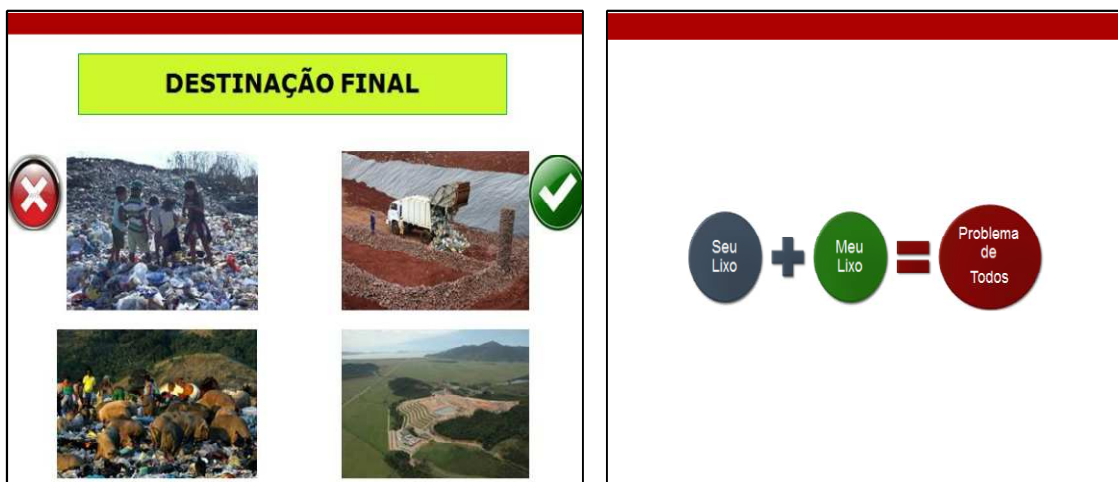 DESTINAÇÃO FINAL
Seu
Lixo
Meu
Lixo
Problema
de
Todos